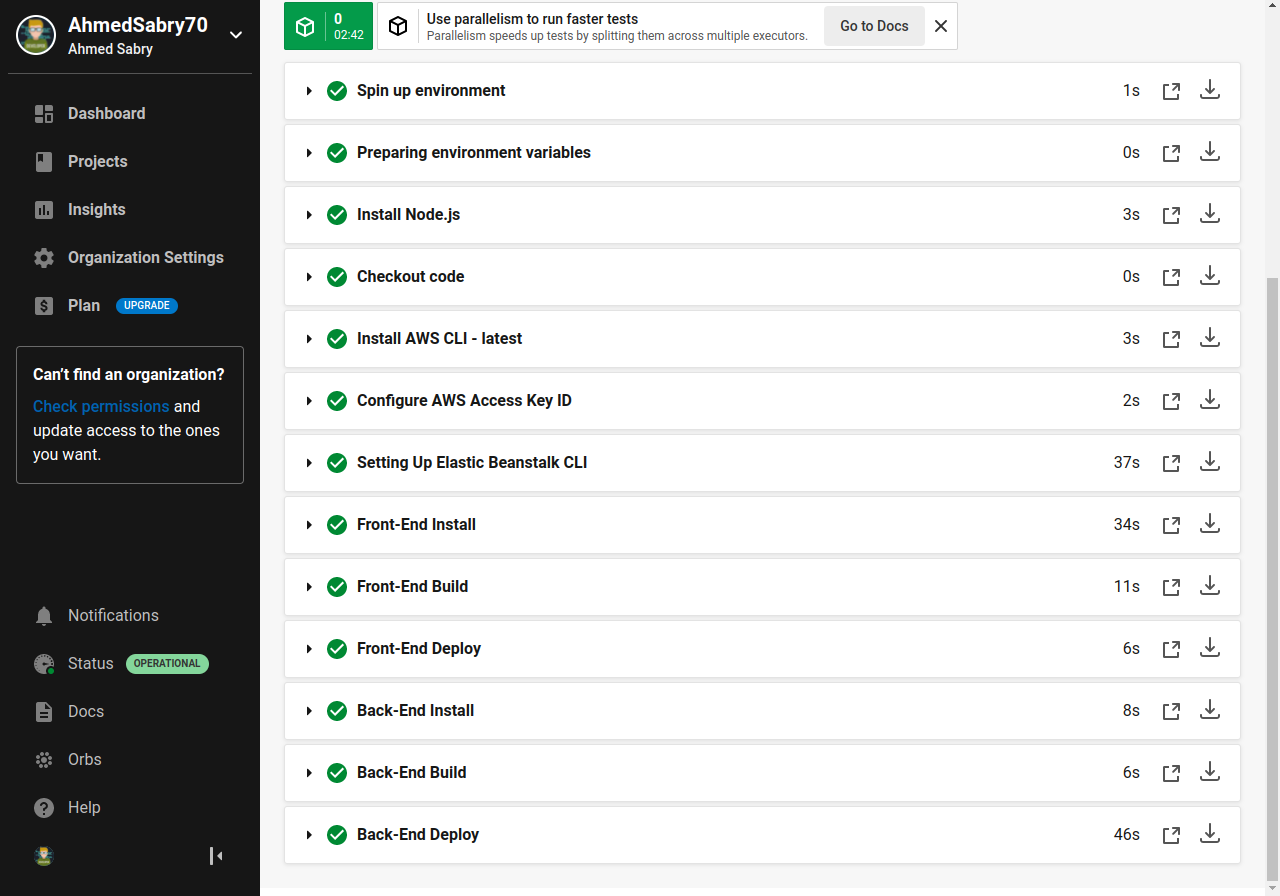 AhmedSabry70
Ahmed Sabry
Dashboard
Projects
Insights
Organization Settings
Plan UPGRADE
Can't find an organization?
Check permissions and
update access to the ones
you want.
Notifications
Status OPERATIONAL
Docs
Orbs
Help
0
02:42
Use parallelism to run faster tests
Parallelism speeds up tests by splitting them across multiple executors.
Go to Docs
Spin up environment 1s
Preparing environment variables 0s
Install Node.js 3s
Checkout code 0s
Install AWS CLI - latest 3s
Configure AWS Access Key ID 2s
Setting Up Elastic Beanstalk CLI 37s
Front-End Install 34s
Front-End Build 11s
Front-End Deploy 6s
Back-End Install 8s
Back-End Build 6s
Back-End Deploy 46s